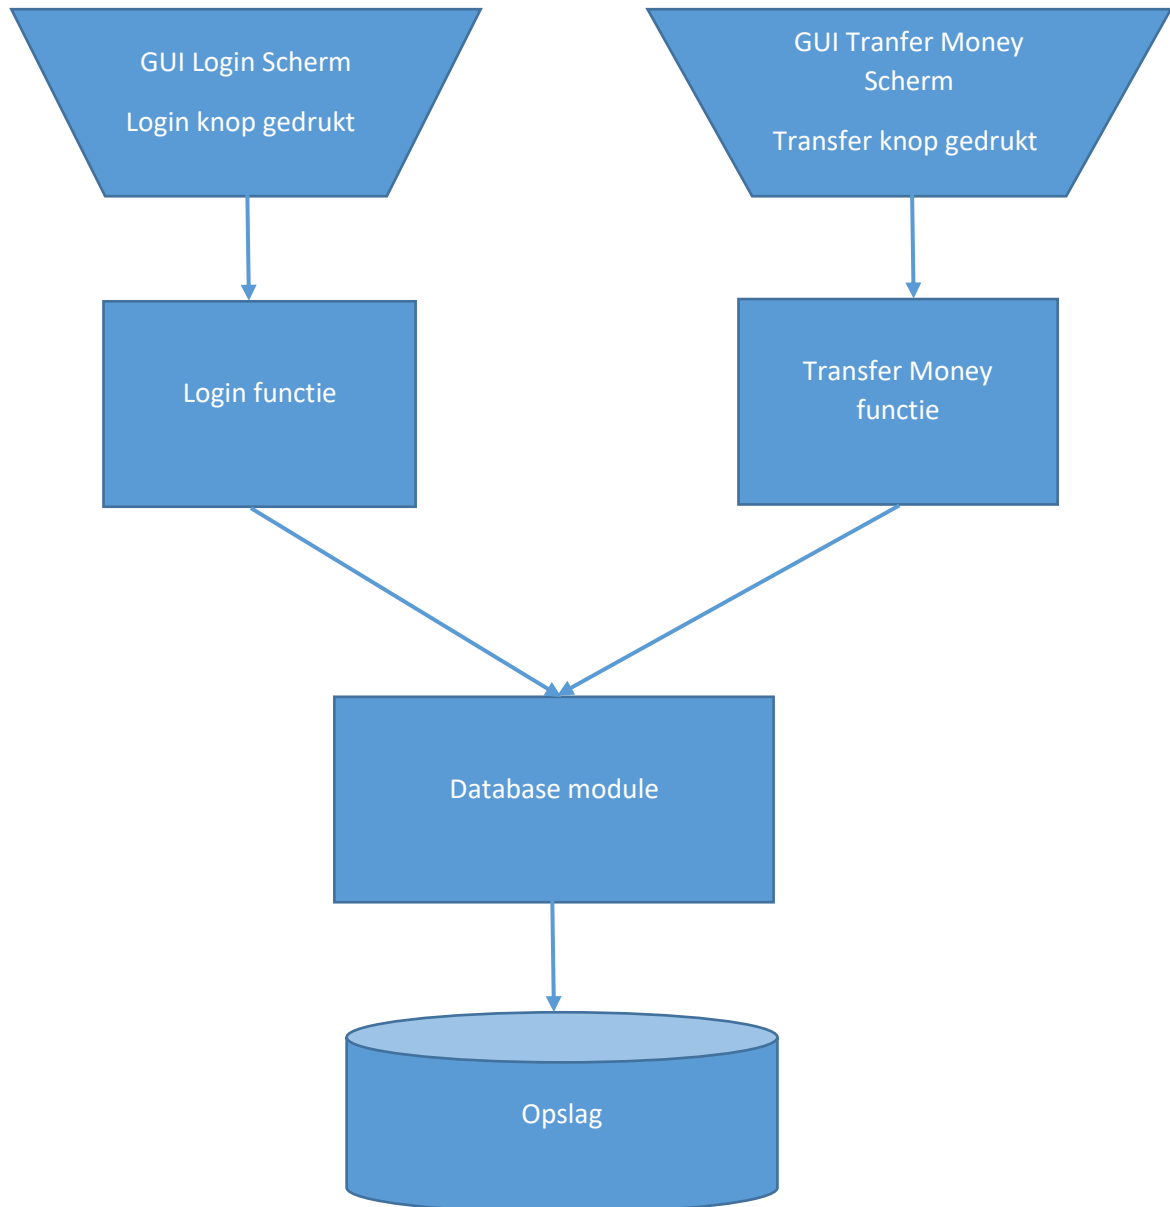 GUI Login Scherm
Login knop gedrukt
GUI Tranfer Money
Scherm
Transfer knop gedrukt
Login functie
Transfer Money
functie
Database module
Opslag